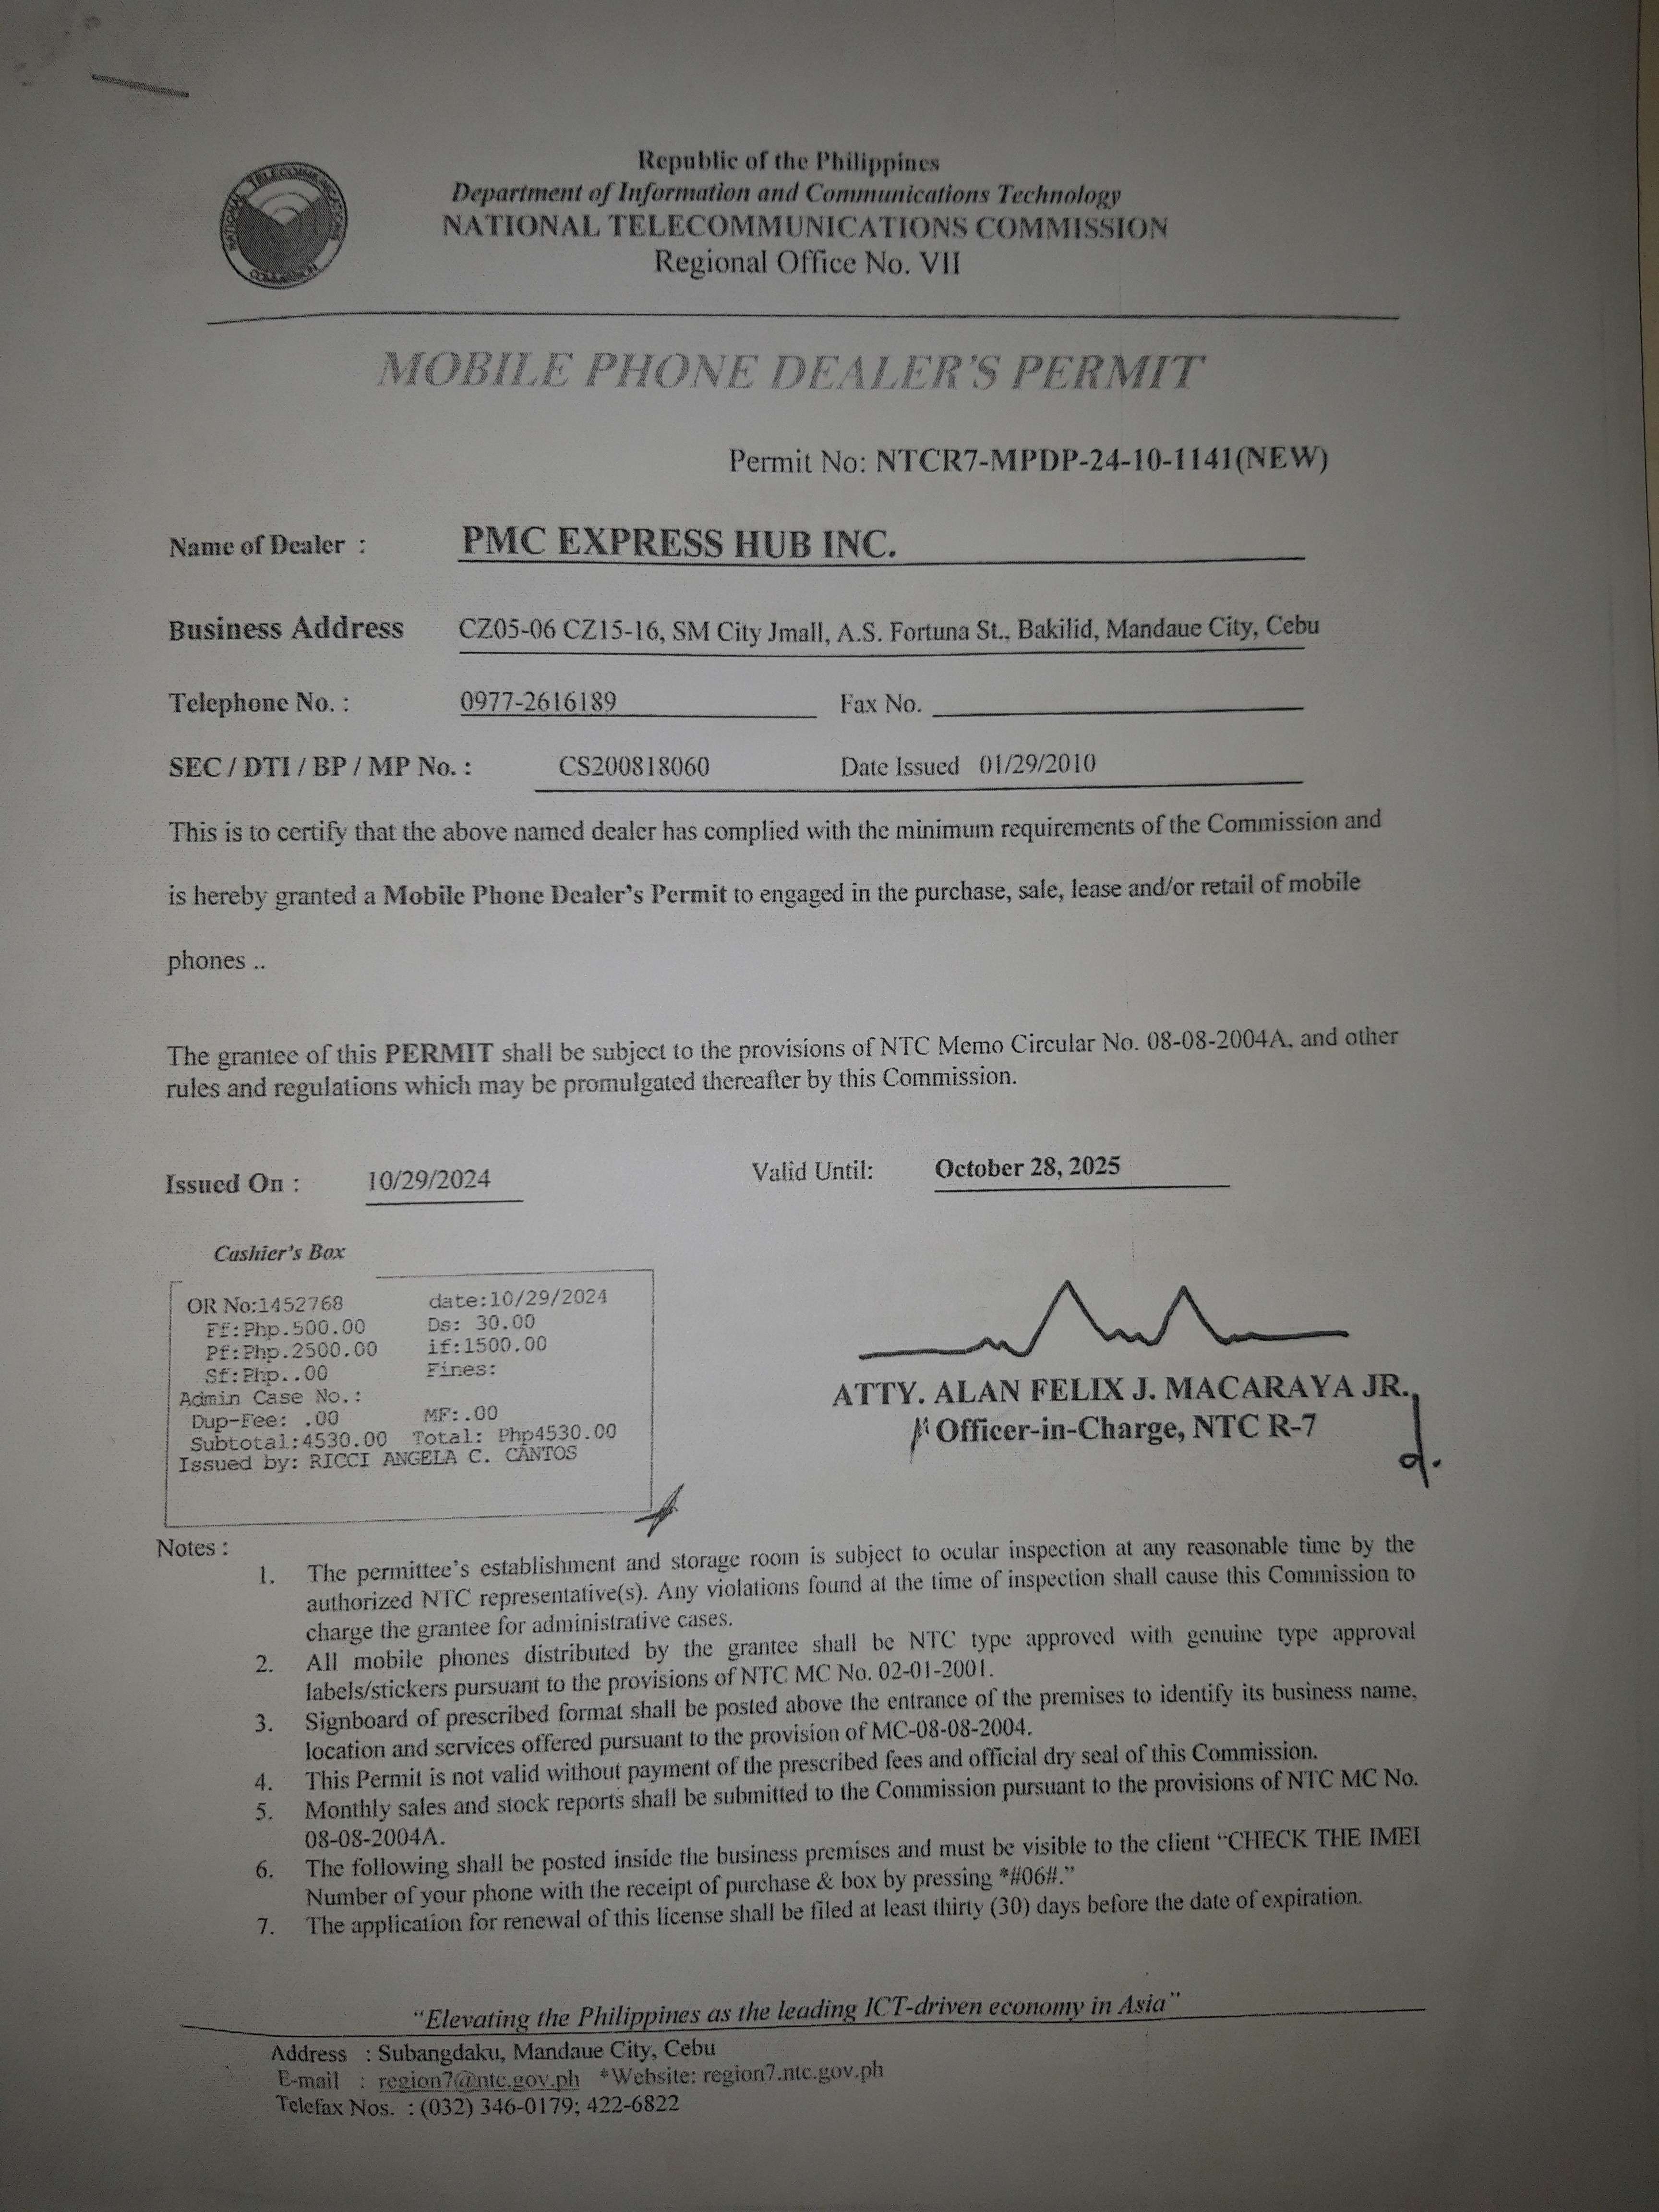 Republic of the Philippines
Department of Information and Communications Technology
NATIONAL TELECOMMUNICATIONS COMMISSION
Regional Office No. VII
NATIONAL TELECOMMUNICATIONS COMMISSION
MOBILE PHONE DEALER'S PERMIT
Permit No: NTCR7-MPDP-24-10-1141(NEW)
Name of Dealer : PMC EXPRESS HUB INC.
Business Address CZ05-06 CZ15-16, SM City Jmall, A.S. Fortuna St., Bakilid, Mandaue City, Cebu
Telephone No. : 0977-2616189 Fax No.
SEC / DTI / BP / MP No. : CS200818060 Date Issued 01/29/2010
This is to certify that the above named dealer has complied with the minimum requirements of the Commission and
is hereby granted a Mobile Phone Dealer's Permit to engaged in the purchase, sale, lease and/or retail of mobile
phones ..
The grantee of this PERMIT shall be subject to the provisions of NTC Memo Circular No. 08-08-2004A, and other
rules and regulations which may be promulgated thereafter by this Commission.
Issued On : 10/29/2024 Valid Until: October 28, 2025
Cashier's Box
OR No:1452768 date:10/29/2024
Ff:Php.500.00 Ds: 30.00
Pf:Php.2500.00 if:1500.00
Sf:Php..00 Fines:
Admin Case No.:
Dup-Fee: .00 MF:.00
Subtotal:4530.00 Total: Php4530.00
Issued by: RICCI ANGELA C. CANTOS
ATTY. ALAN FELIX J. MACARAYA JR.
Officer-in-Charge, NTC R-7
Notes :
1. The permittee's establishment and storage room is subject to ocular inspection at any reasonable time by the
authorized NTC representative(s). Any violations found at the time of inspection shall cause this Commission to
charge the grantee for administrative cases.
2. All mobile phones distributed by the grantee shall be NTC type approved with genuine type approval
labels/stickers pursuant to the provisions of NTC MC No. 02-01-2001.
3. Signboard of prescribed format shall be posted above the entrance of the premises to identify its business name,
location and services offered pursuant to the provision of MC-08-08-2004.
4. This Permit is not valid without payment of the prescribed fees and official dry seal of this Commission.
5. Monthly sales and stock reports shall be submitted to the Commission pursuant to the provisions of NTC MC No.
08-08-2004A.
6. The following shall be posted inside the business premises and must be visible to the client “CHECK THE IMEI
Number of your phone with the receipt of purchase & box by pressing *#06#.”
7. The application for renewal of this license shall be filed at least thirty (30) days before the date of expiration.
“Elevating the Philippines as the leading ICT-driven economy in Asia”
Address : Subangdaku, Mandaue City, Cebu
E-mail : region7@ntc.gov.ph *Website: region7.ntc.gov.ph
Telefax Nos. : (032) 346-0179; 422-6822